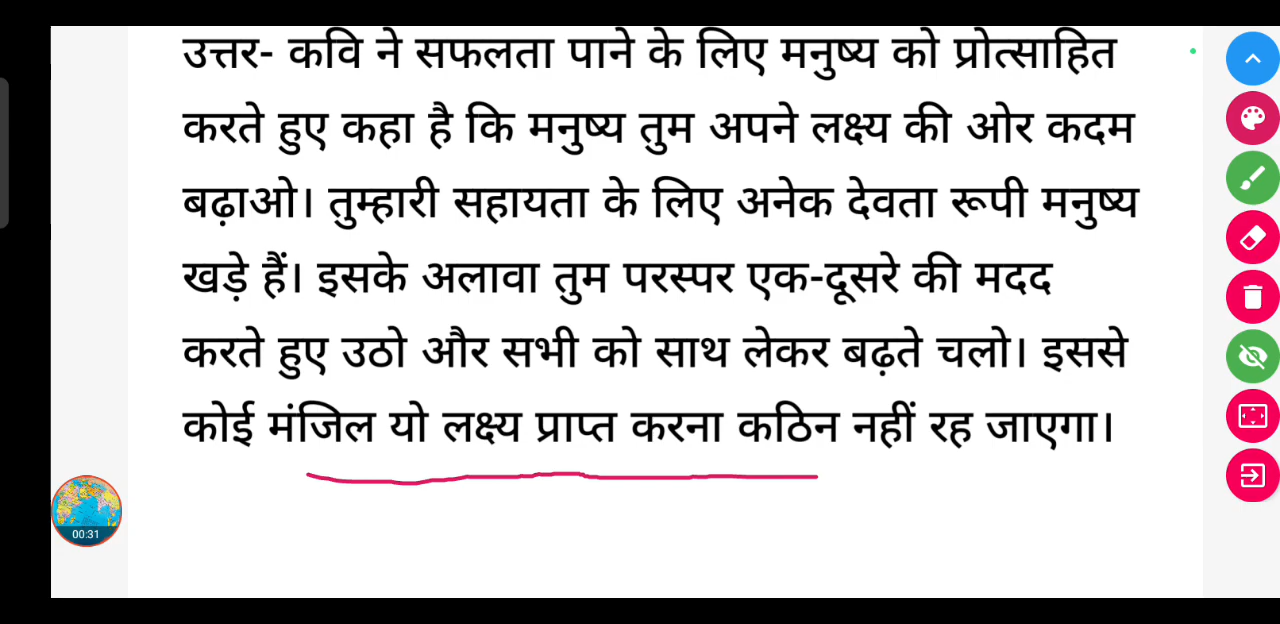 उत्तर- कवि ने सफलता पाने के लिए मनुष्य को प्रोत्साहित
करते हुए कहा है कि मनुष्य तुम अपने लक्ष्य की ओर कदम
बढ़ाओ। तुम्हारी सहायता के लिए अनेक देवता रूपी मनुष्य
खड़े हैं। इसके अलावा तुम परस्पर एक-दूसरे की मदद
करते हुए उठो और सभी को साथ लेकर बढ़ते चलो। इससे
कोई मंजिल यो लक्ष्य प्राप्त करना कठिन नहीं रह जाएगा।
00:31